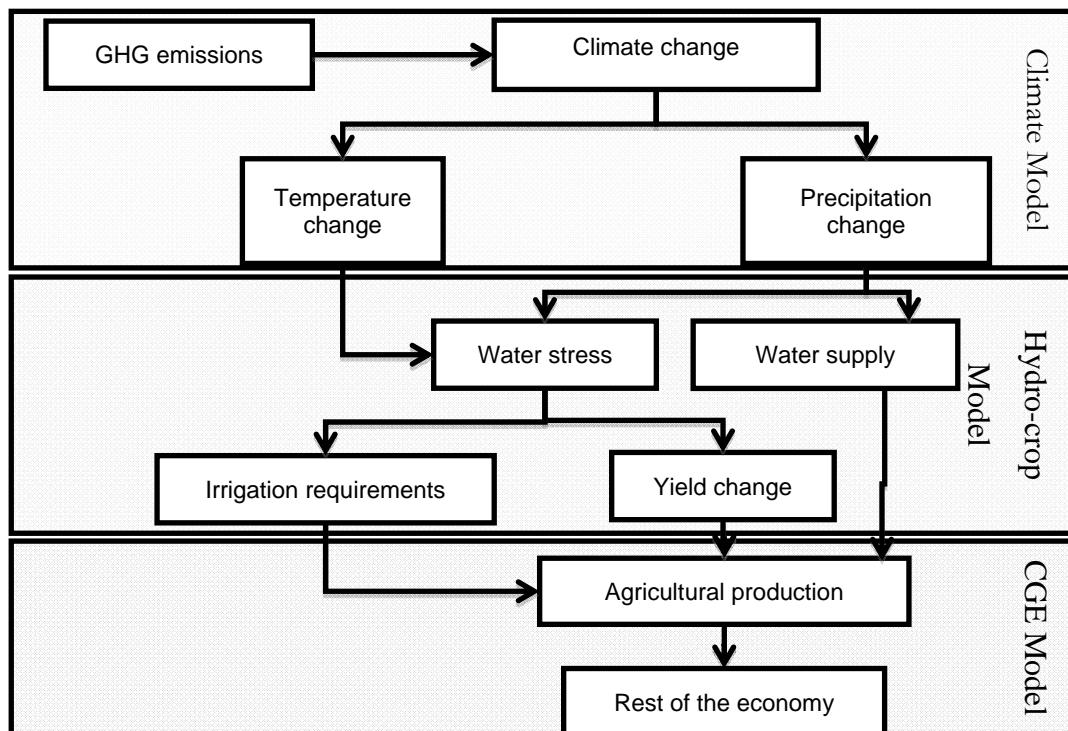 GHG emissions
Climate change
Temperature
change
Precipitation
change
Climate Model
Water stress
Water supply
Irrigation requirements
Yield change
Hydro-crop
Model
Agricultural production
Rest of the economy
CGE Model